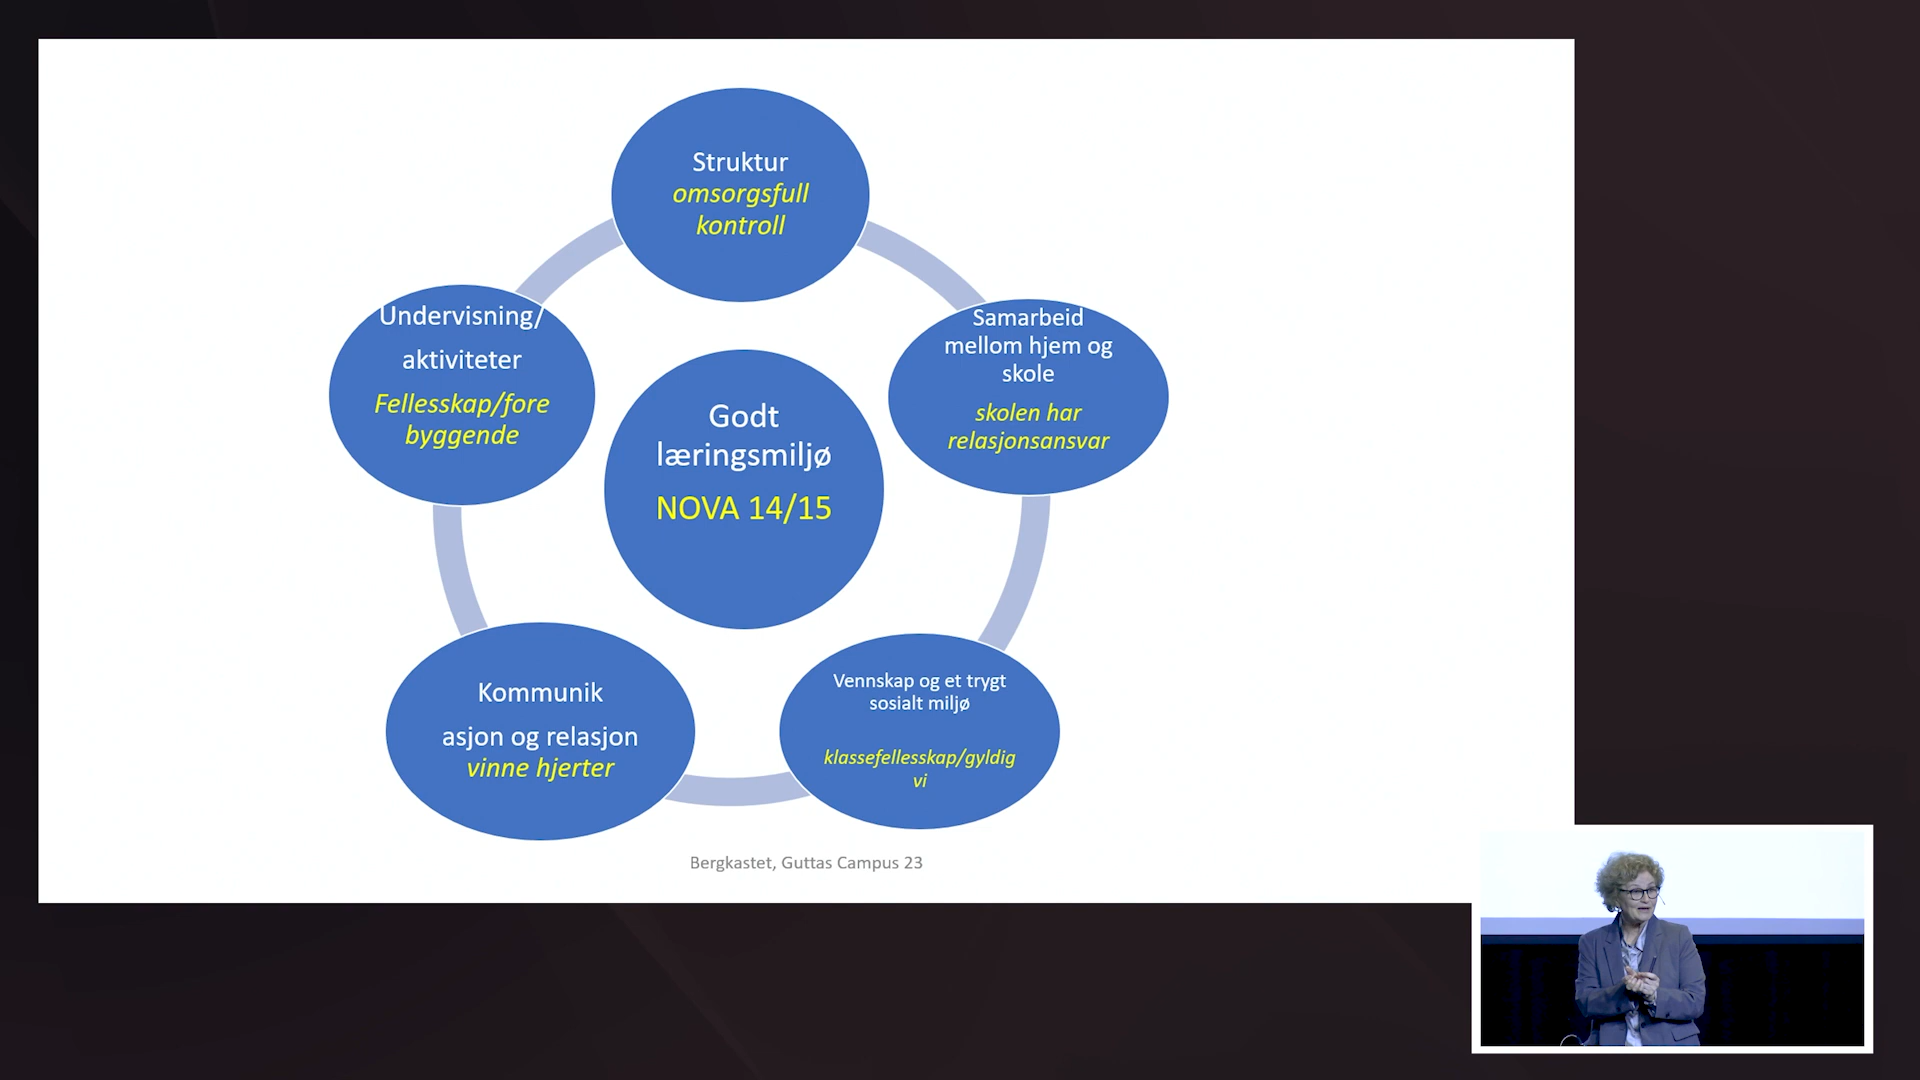 Struktur
omsorgsfull
kontroll
Undervisning/
aktiviteter
Fellesskap/fore
byggende
Samarbeid
mellom hjem og
skole
skolen har
relasjonsansvar
Godt
læringsmiljø
NOVA 14/15
Kommunik
asjon og relasjon
vinne hjerter
Vennskap og et trygt
sosialt miljø
klassefellesskap/gyldig
vi
Bergkastet, Guttas Campus 23